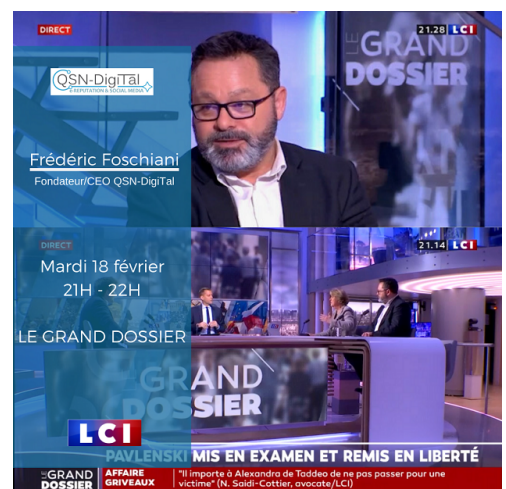 DIRECT
21.28 LCI
LE GRAND
DOSSIER
QSN-DigiTal
E-REPUTATION & SOCIAL MEDIA
Frédéric Foschiani
Fondateur/CEO QSN-DigiTal
DIRECT
21.14 LCI
Mardi 18 février
21H - 22H
LE GRAND DOSSIER
GRAND
DOSSIER
LCI
PAVLENSKI MIS EN EXAMEN ET REMIS EN LIBERTÉ
LE GRAND
DOSSIER
AFFAIRE
GRIVEAUX
"Il importe à Alexandra de Taddeo de ne pas passer pour une
victime" (N. Saidi-Cottier, avocate/LCI)